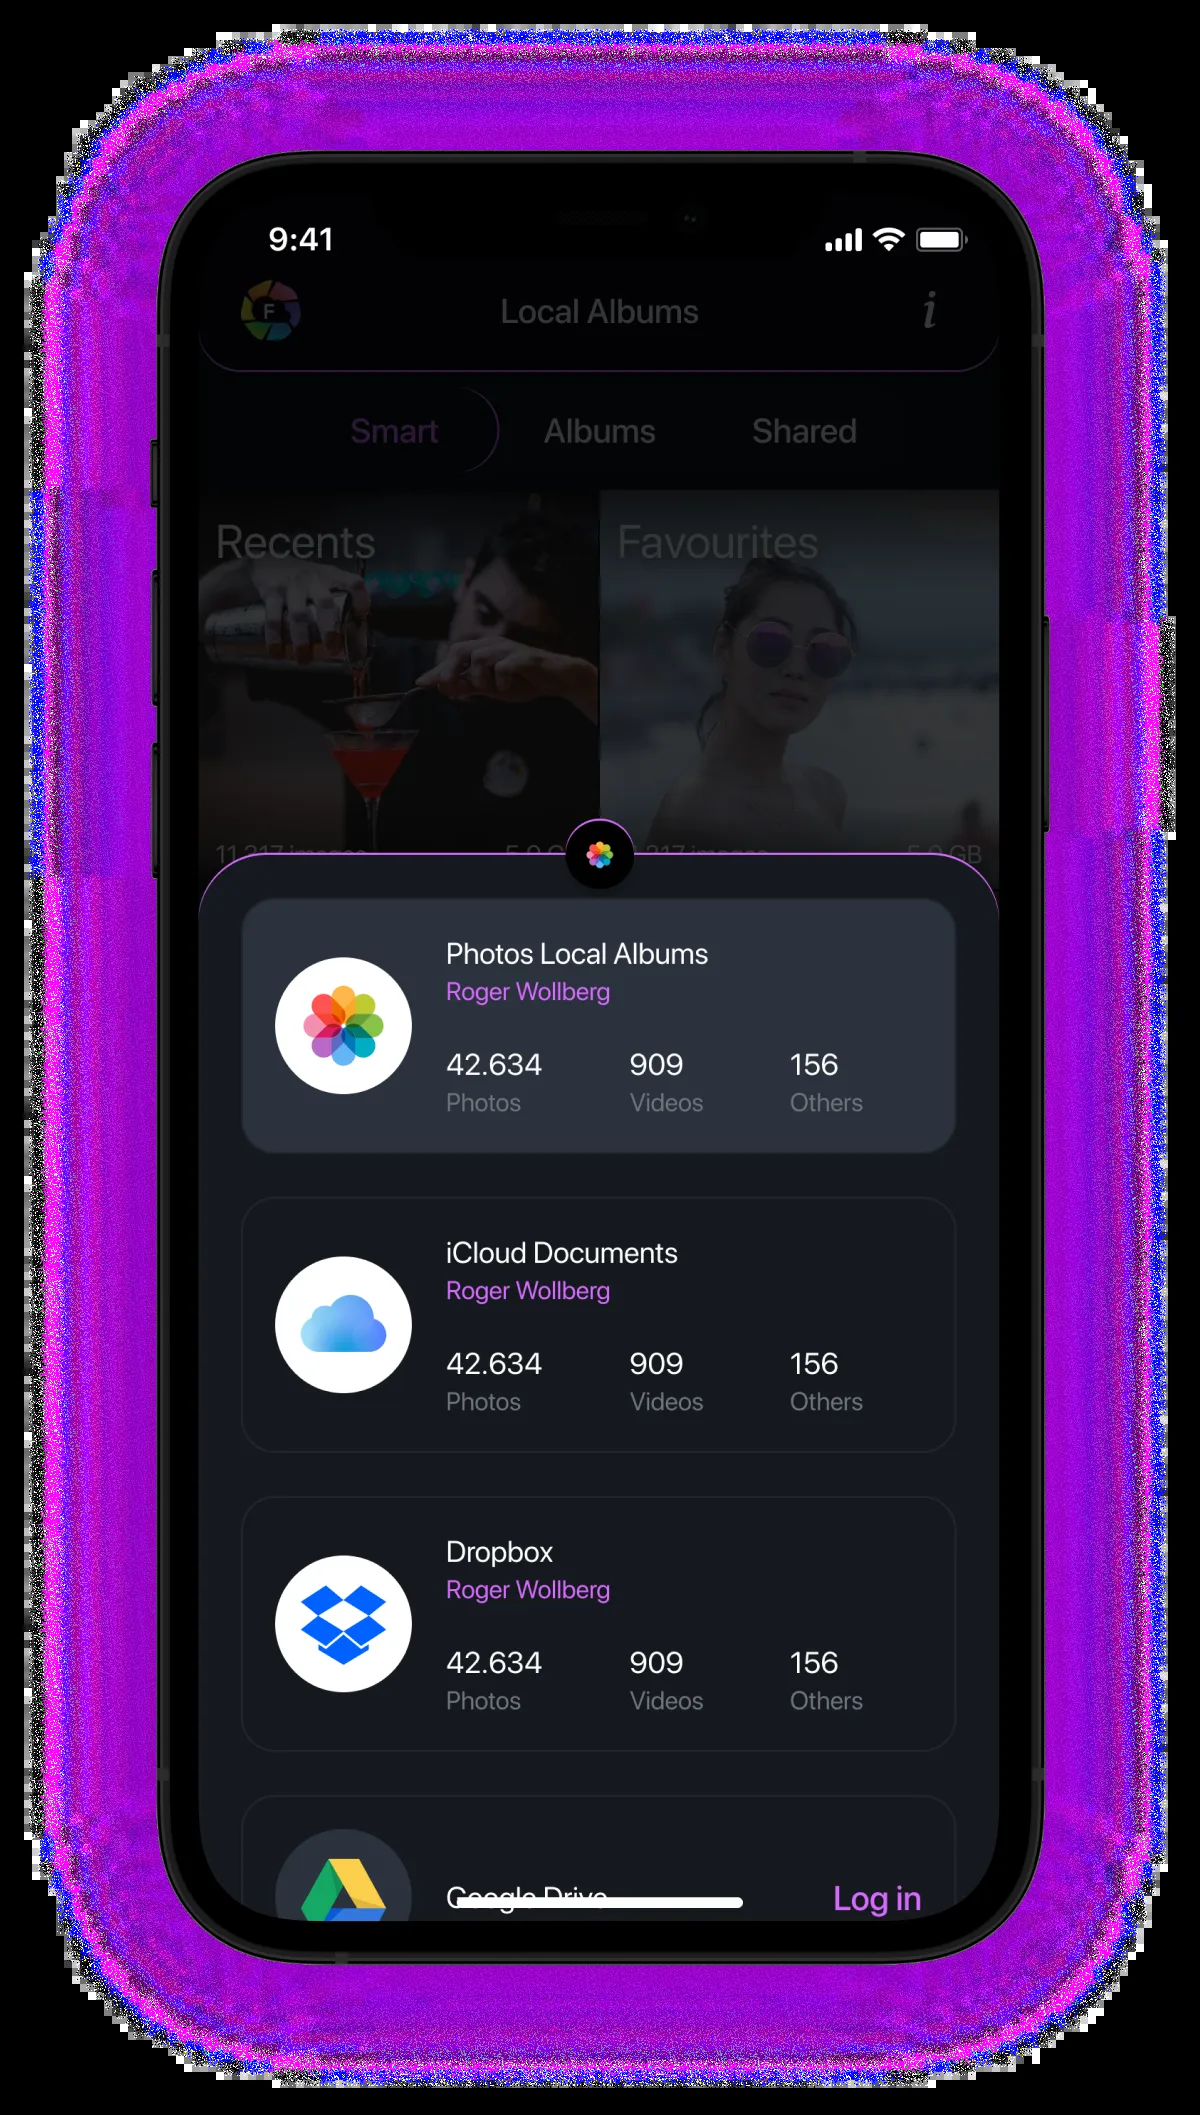 9:41
F
Local Albums
i
Smart
Albums
Shared
Recents
Favourites
Photos Local Albums
Roger Wollberg
42.634
909
156
Photos
Videos
Others
iCloud Documents
Roger Wollberg
42.634
909
156
Photos
Videos
Others
Dropbox
Roger Wollberg
42.634
909
156
Photos
Videos
Others
Google Drive
Log in